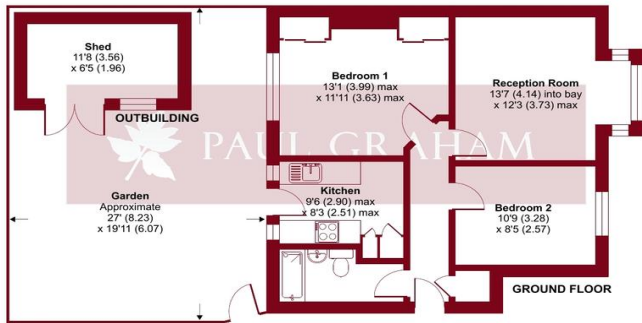 Shed
11'8 (3.56)
x 6'5 (1.96)
OUTBUILDING
Bedroom 1
13'1 (3.99) max
x 11'11 (3.63) max
Reception Room
13'7 (4.14) into bay
x 12'3 (3.73) max
PAUL GRAHAM
Garden
Approximate
27' (8.23)
x 19'11 (6.07)
Kitchen
9'6 (2.90) max
x 8'3 (2.51) max
Bedroom 2
10'9 (3.28)
x 8'5 (2.57)
GROUND FLOOR